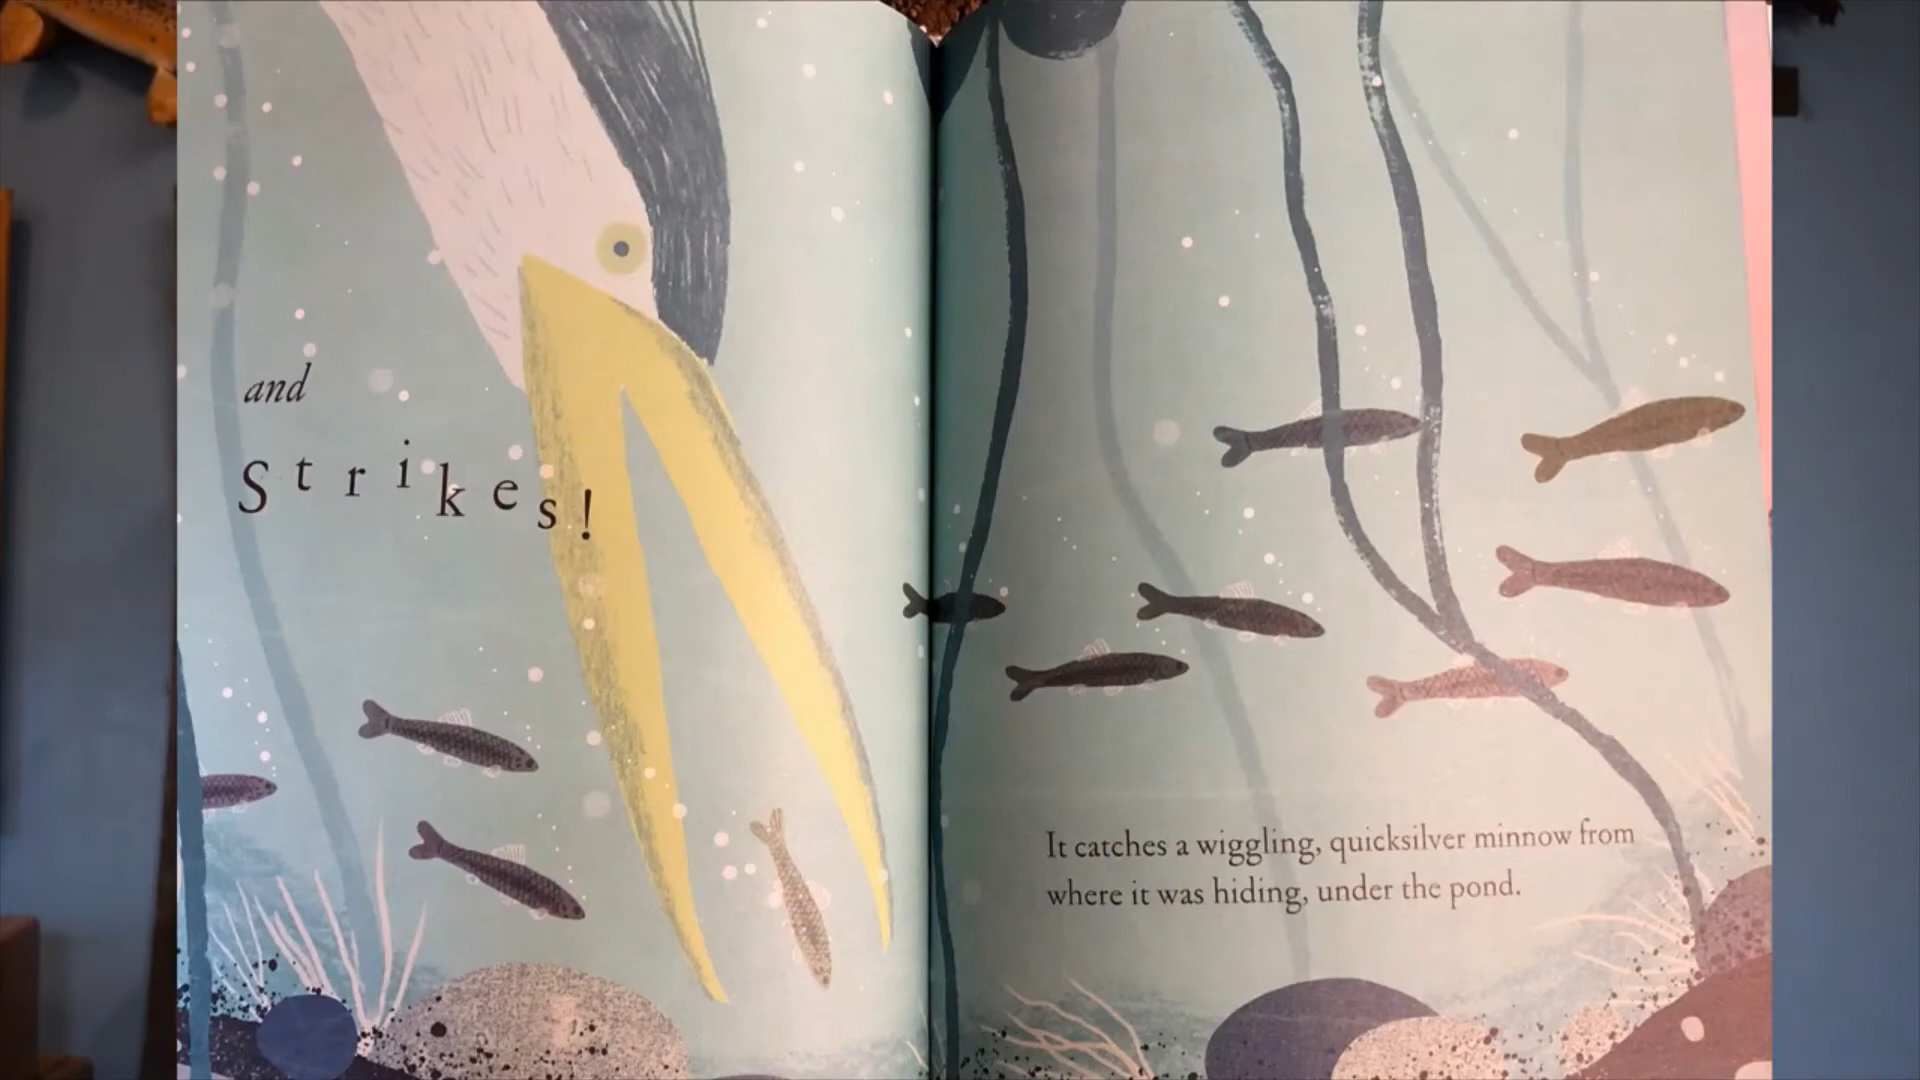 and
Strikes!
It catches a wiggling, quicksilver minnow from
where it was hiding, under the pond.